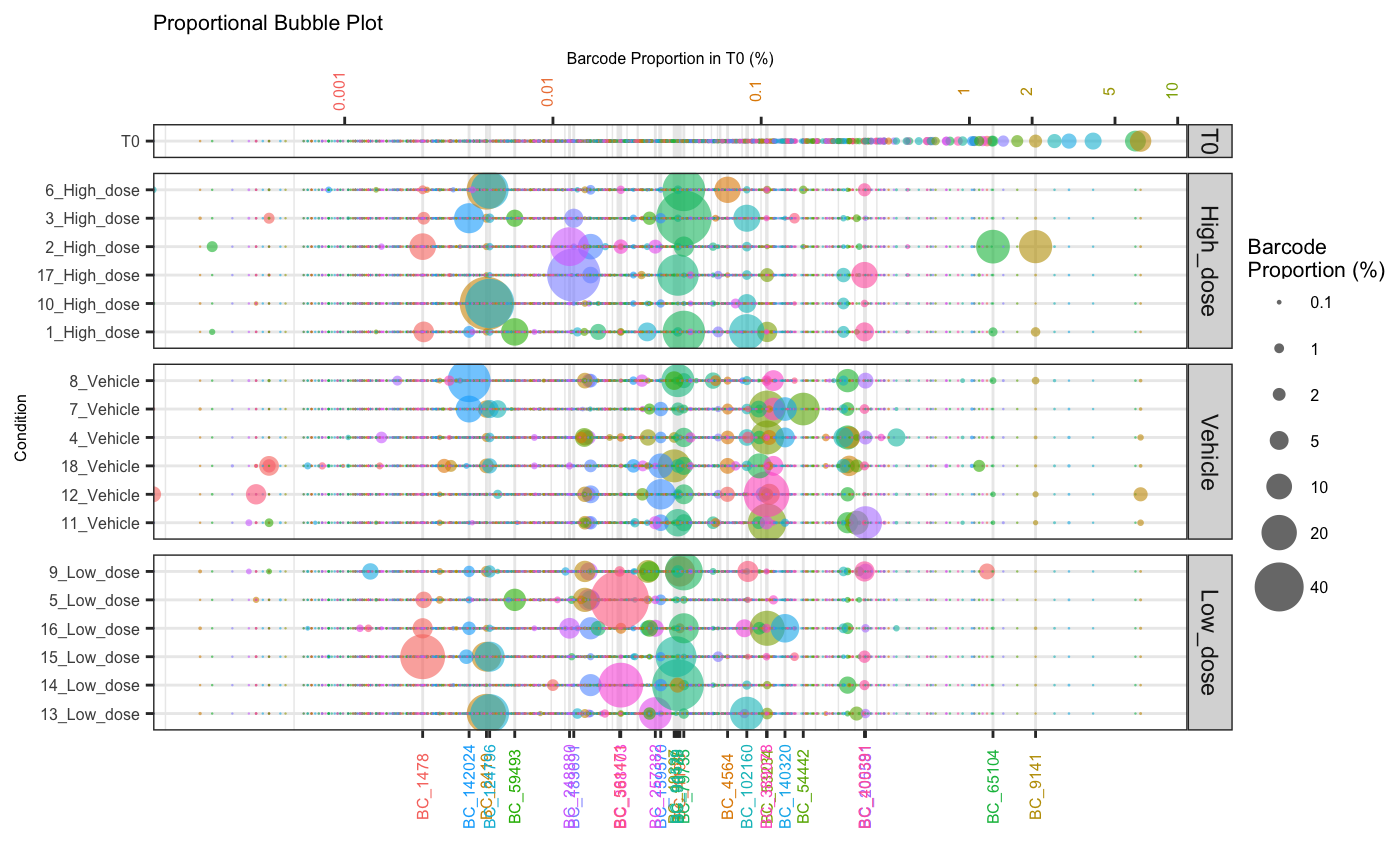 Proportional Bubble Plot
Barcode Proportion in T0 (%)
0.001
0.01
0.1
1
2
5
10
T0
T0
6_High_dose
3_High_dose
2_High_dose
17_High_dose
10_High_dose
1_High_dose
High_dose
8_Vehicle
7_Vehicle
4_Vehicle
18_Vehicle
12_Vehicle
11_Vehicle
Vehicle
9_Low_dose
5_Low_dose
16_Low_dose
15_Low_dose
14_Low_dose
13_Low_dose
Low_dose
Condition
BC_1478
BC_142024
BC_59493
BC_4564
BC_102160
BC_140320
BC_54442
BC_65104
BC_9141
Barcode
Proportion (%)
0.1
1
2
5
10
20
40